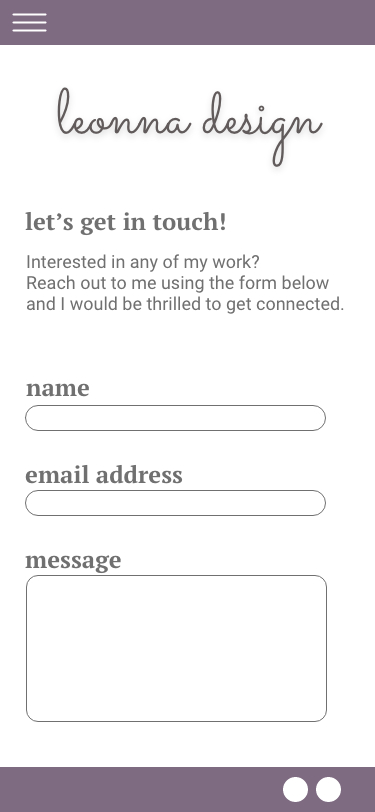 leonna design
let’s get in touch!
Interested in any of my work?
Reach out to me using the form below
and I would be thrilled to get connected.
name
email address
message